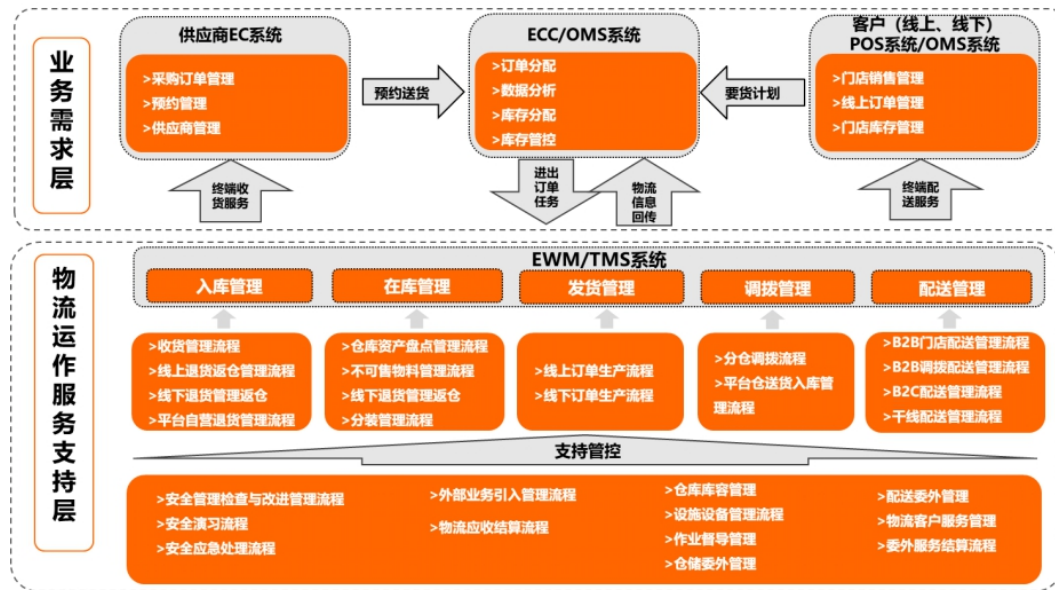 业务需求层
供应商EC系统
>采购订单管理
>预约管理
>供应商管理
预约送货
ECC/OMS系统
>订单分配
>数据分析
>库存分配
>库存管控
要货计划
客户（线上、线下）
POS系统/OMS系统
>门店销售管理
>线上订单管理
>门店库存管理
终端收
货服务
进出
订单
任务
物流
信息
回传
终端配
送服务
物流运作服务支持层
EWM/TMS系统
入库管理
在库管理
发货管理
调拨管理
配送管理
>收货管理流程
>线上退货返仓管理流程
>线下退货管理返仓
>平台自营退货管理流程
>仓库资产盘点管理流程
>不可售物料管理流程
>线下退货管理返仓
>分装管理流程
>线上订单生产流程
>线下订单生产流程
>分仓调拨流程
>平台仓送货入库管
理流程
>B2B门店配送管理流程
>B2B调拨配送管理流程
>B2C配送管理流程
>干线配送管理流程
支持管控
>安全管理检查与改进管理流程
>安全演习流程
>安全应急处理流程
>外部业务引入管理流程
>物流应收结算流程
>仓库库容管理
>设施设备管理流程
>作业督导管理
>仓储委外管理
>配送委外管理
>物流客户服务管理
>委外服务结算流程